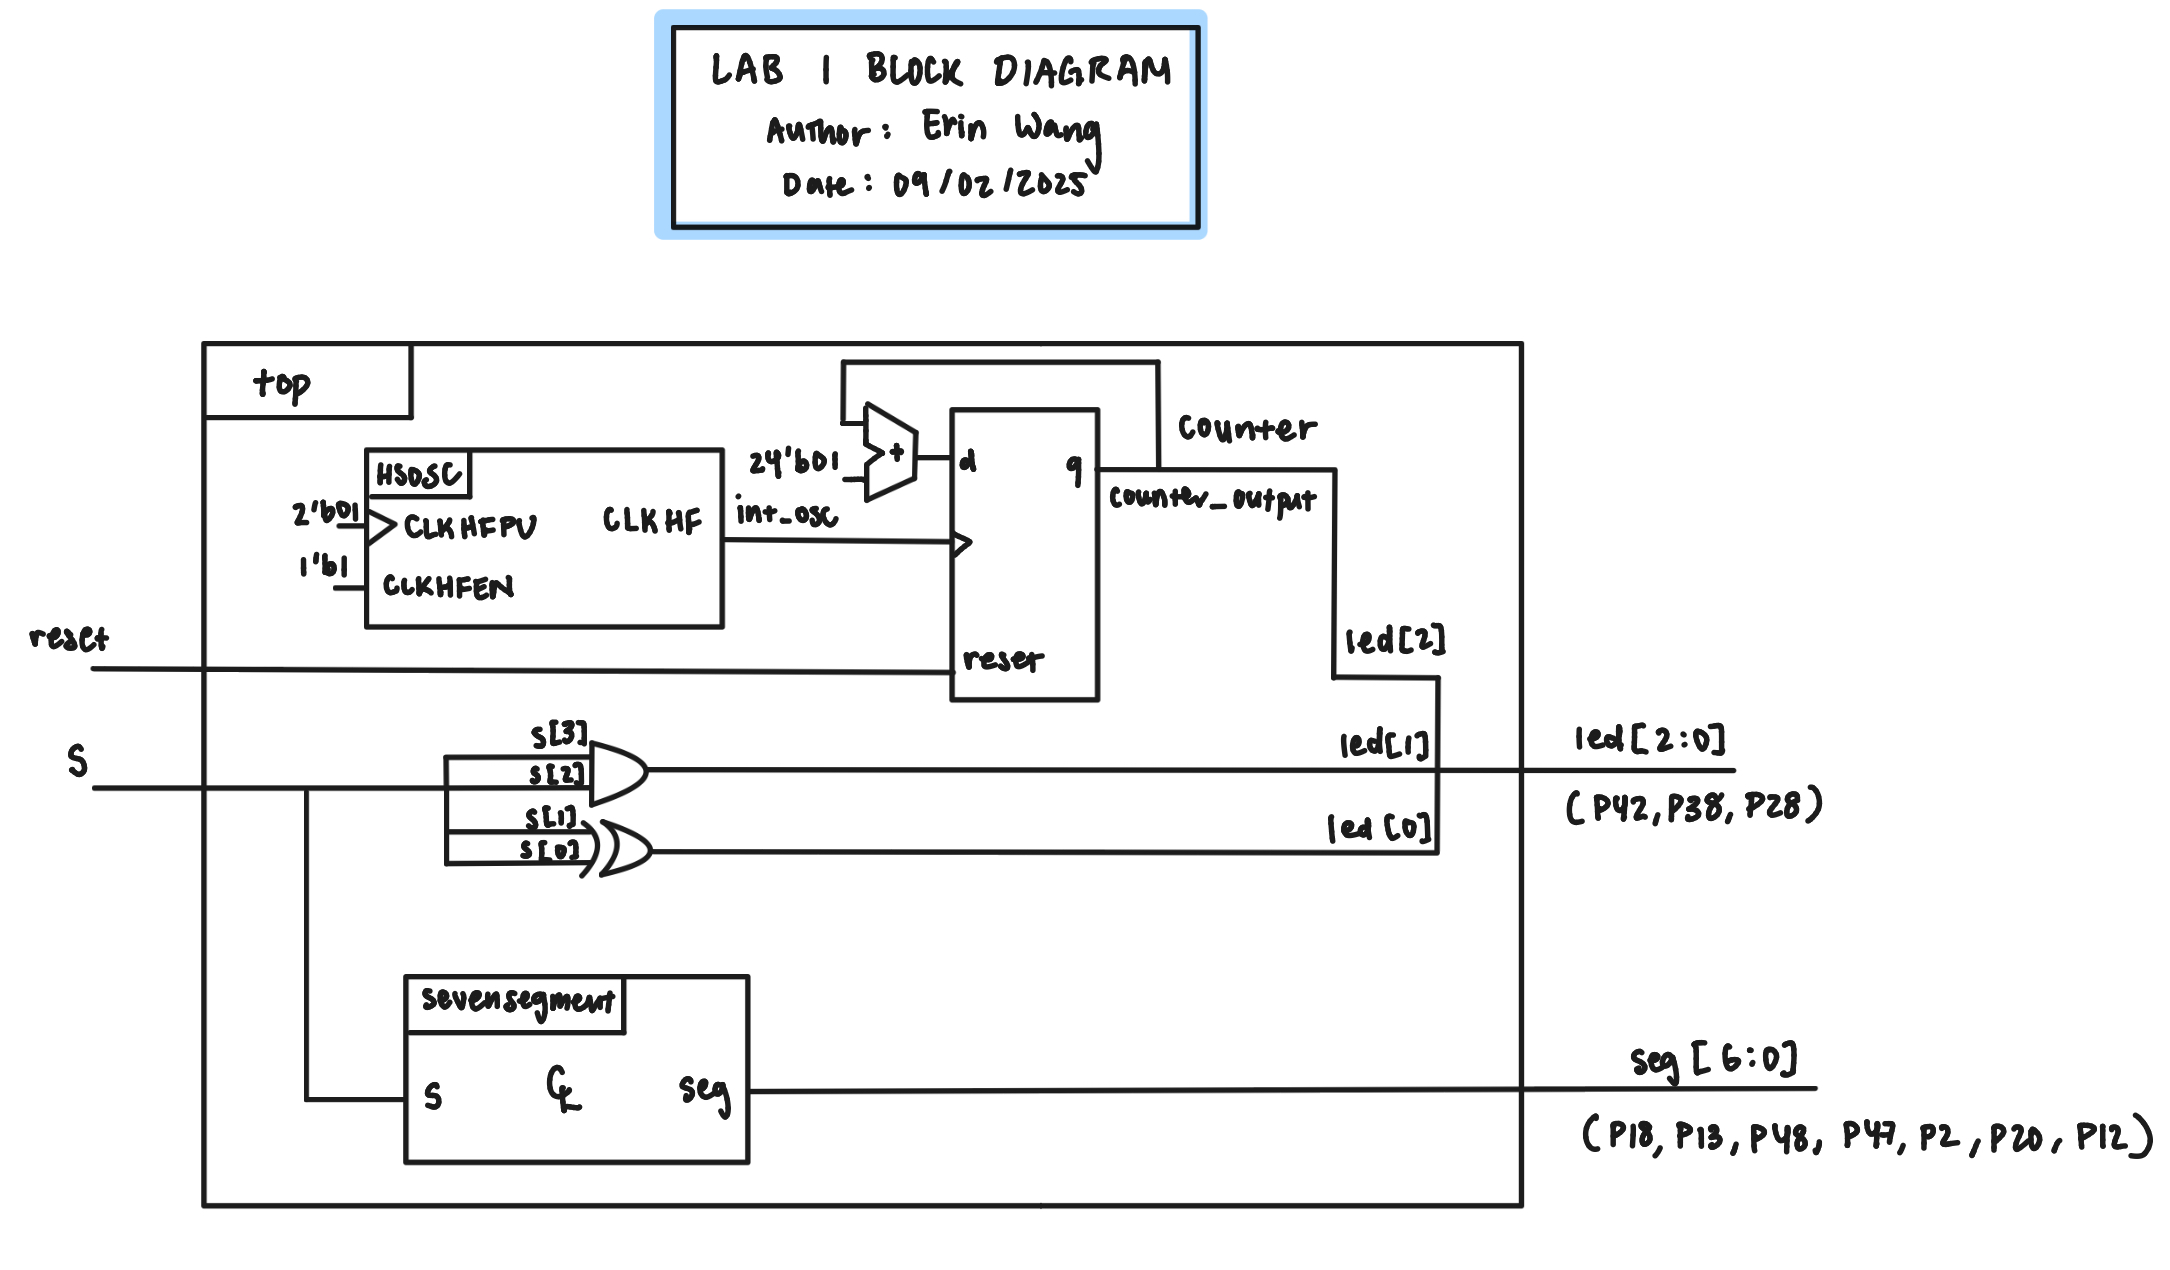 LAB 1 BLOCK DIAGRAM
Author: Erin Wang
Date: 09/02/2025
top
HSOSC
2'b01
CLKHFPU
CLKHF
1'b1
CLKHFEN
int_osc
24'b01
+
d
q
reset
counter
counter_output
reset
led[2]
S
s[3]
s[2]
s[1]
s[0]
led[1]
led[0]
led[2:0]
(P42, P38, P28)
sevensegment
S
CL
seg
seg[6:0]
(P18, P13, P48, P47, P2, P20, P12)